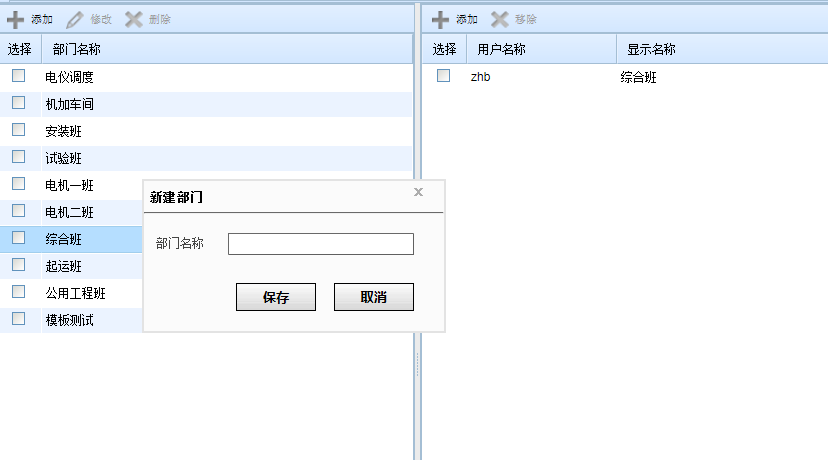 添加 修改 删除
选择 部门名称
电仪调度
机加车间
安装班
试验班
电机一班
电机二班
综合班
起运班
公用工程班
模板测试
添加 移除
选择 用户名称 显示名称
zhb 综合班
新建部门 x
部门名称
保存 取消